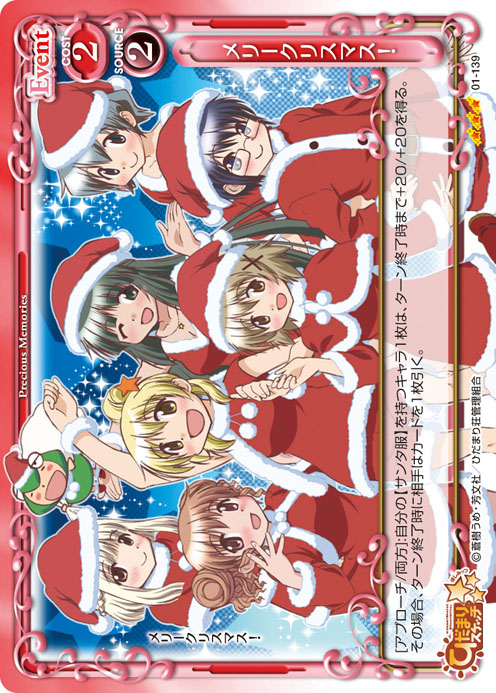 Event
COST
2
SOURCE
2
メリークリスマス！
Precious Memories
メリークリスマス！
[アプローチ/両方]:自分の【サンタ服】を持つキャラ1枚は、ターン終了時まで+20/+20を得る。
その場合、ターン終了時に相手はカードを1枚引く。
ひだまりスケッチ
©蒼樹うめ・芳文社/ひだまり荘管理組合
01-139